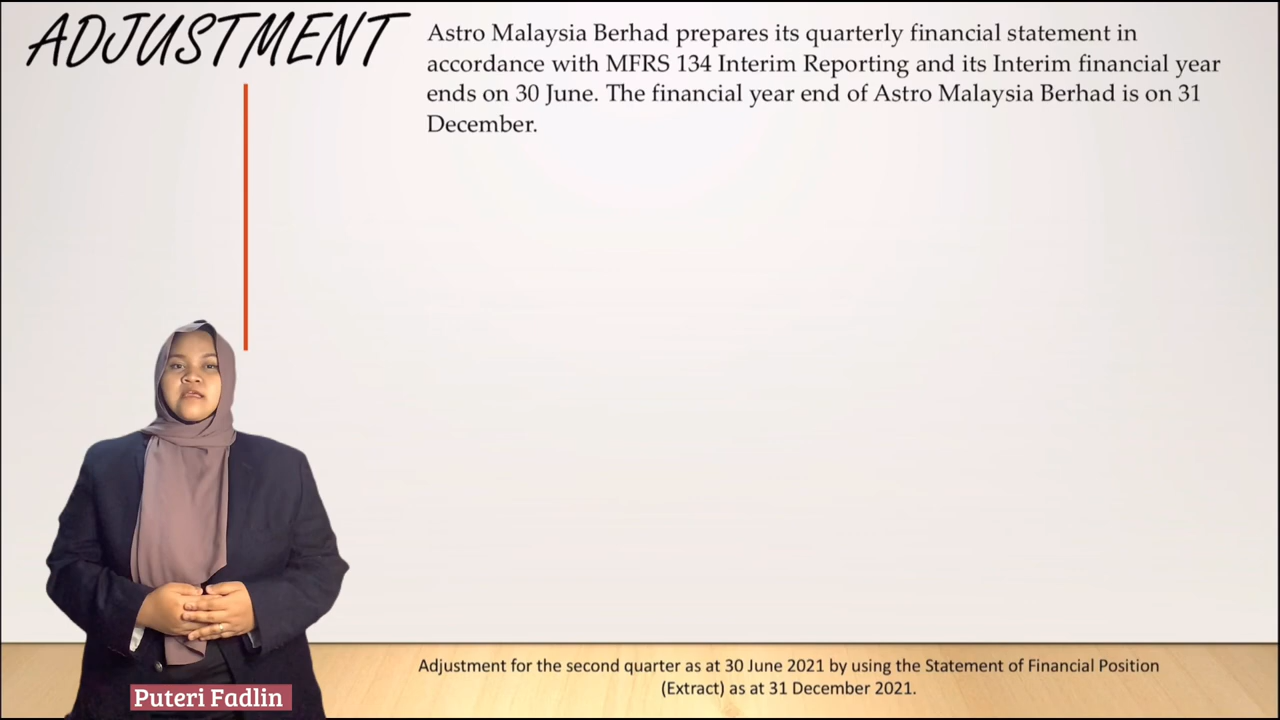 ADJUSTMENT
Astro Malaysia Berhad prepares its quarterly financial statement in
accordance with MFRS 134 Interim Reporting and its Interim financial year
ends on 30 June. The financial year end of Astro Malaysia Berhad is on 31
December.
Adjustment for the second quarter as at 30 June 2021 by using the Statement of Financial Position
(Extract) as at 31 December 2021.
Puteri Fadlin